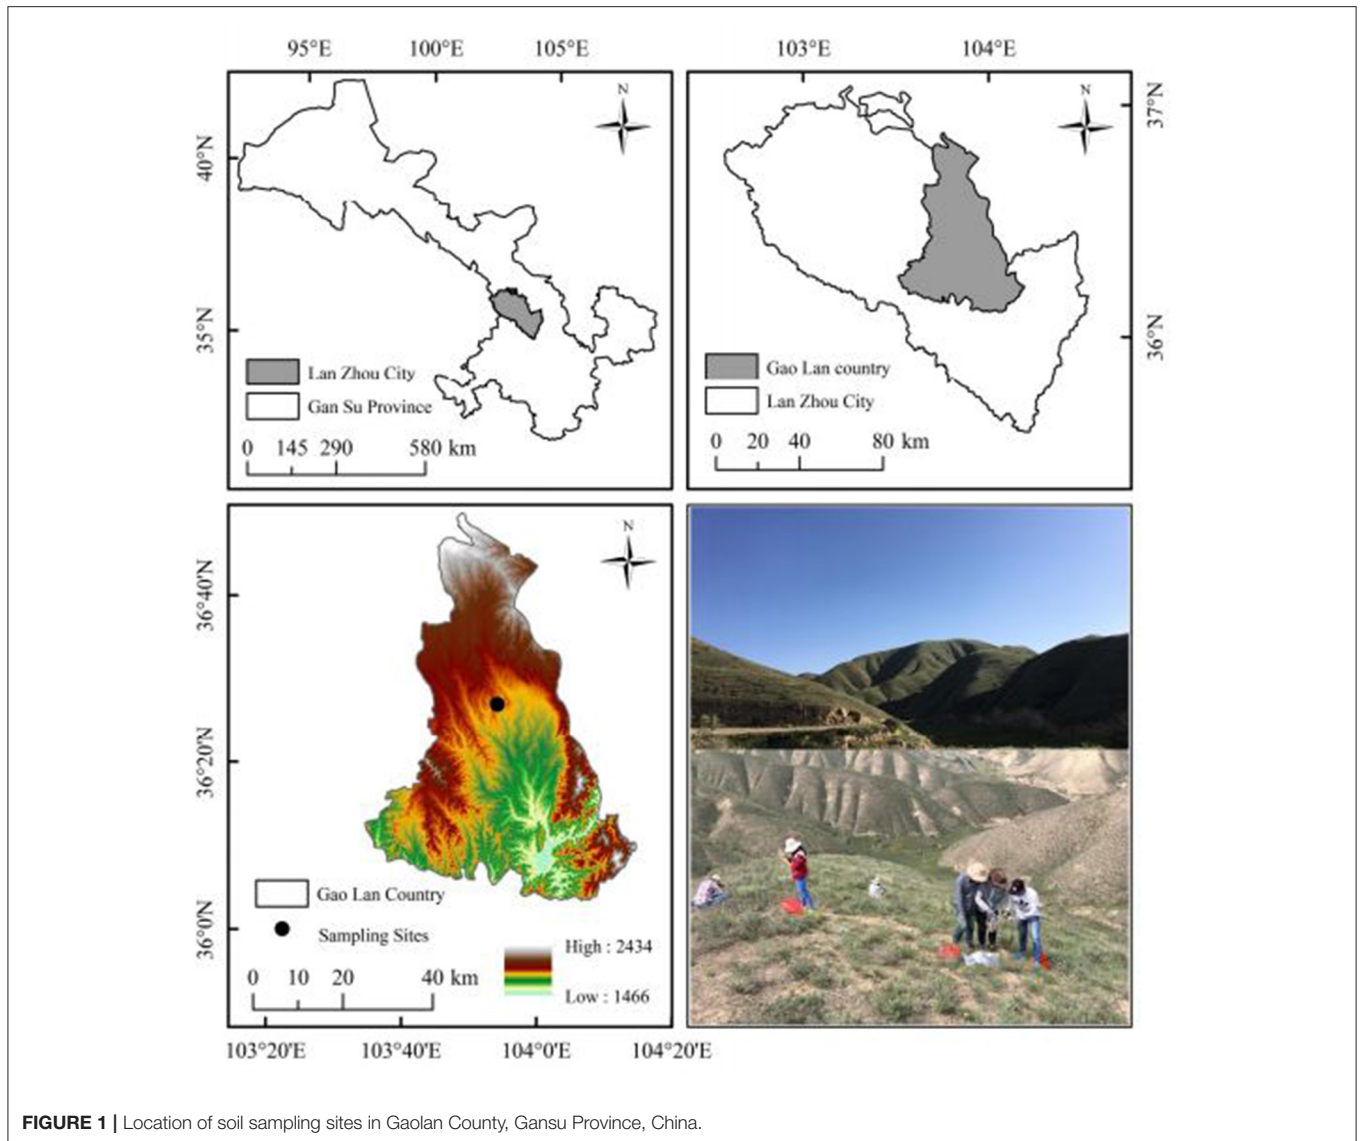 95°E 100°E 105°E
103°E 104°E
N
N
40°N
35°N
37°N
36°N
Lan Zhou City
Gan Su Province
0 145 290 580 km
Gao Lan country
Lan Zhou City
0 20 40 80 km
N
36°40'N
36°20'N
36°0'N
Gao Lan Country
Sampling Sites
0 10 20 40 km
High : 2434
Low : 1466
103°20'E 103°40'E 104°0'E 104°20'E
FIGURE 1 | Location of soil sampling sites in Gaolan County, Gansu Province, China.